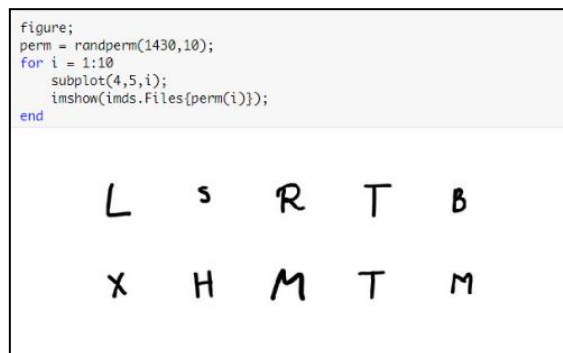 figure;
perm = randperm(1430,10);
for i = 1:10
    subplot(4,5,i);
    imshow(imds.Files{perm(i)});
end
L S R T B
X H M T M